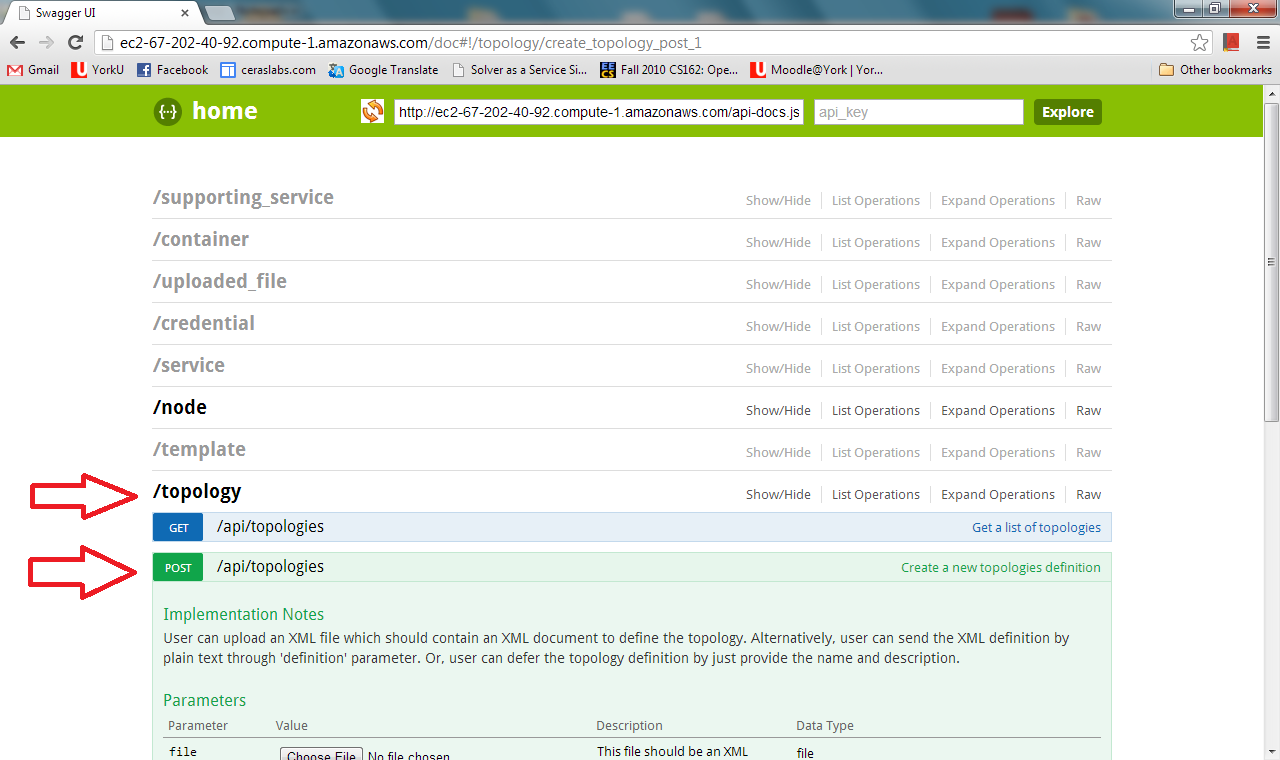 Swagger UI
ec2-67-202-40-92.compute-1.amazonaws.com/doc#!/topology/create_topology_post_1
Gmail YorkU Facebook ceraslabs.com Google Translate Solver as a Service Si... EECS Fall 2010 CS162: Ope... Moodle@York | Yor... Other bookmarks
{··} home http://ec2-67-202-40-92.compute-1.amazonaws.com/api-docs.js api_key Explore
/supporting_service Show/Hide List Operations Expand Operations Raw
/container Show/Hide List Operations Expand Operations Raw
/uploaded_file Show/Hide List Operations Expand Operations Raw
/credential Show/Hide List Operations Expand Operations Raw
/service Show/Hide List Operations Expand Operations Raw
/node Show/Hide List Operations Expand Operations Raw
/template Show/Hide List Operations Expand Operations Raw
/topology Show/Hide List Operations Expand Operations Raw
GET /api/topologies Get a list of topologies
POST /api/topologies Create a new topologies definition
Implementation Notes
User can upload an XML file which should contain an XML document to define the topology. Alternatively, user can send the XML definition by
plain text through 'definition' parameter. Or, user can defer the topology definition by just provide the name and description.
Parameters
Parameter Value Description Data Type
file Choose File No file chosen This file should be an XML file